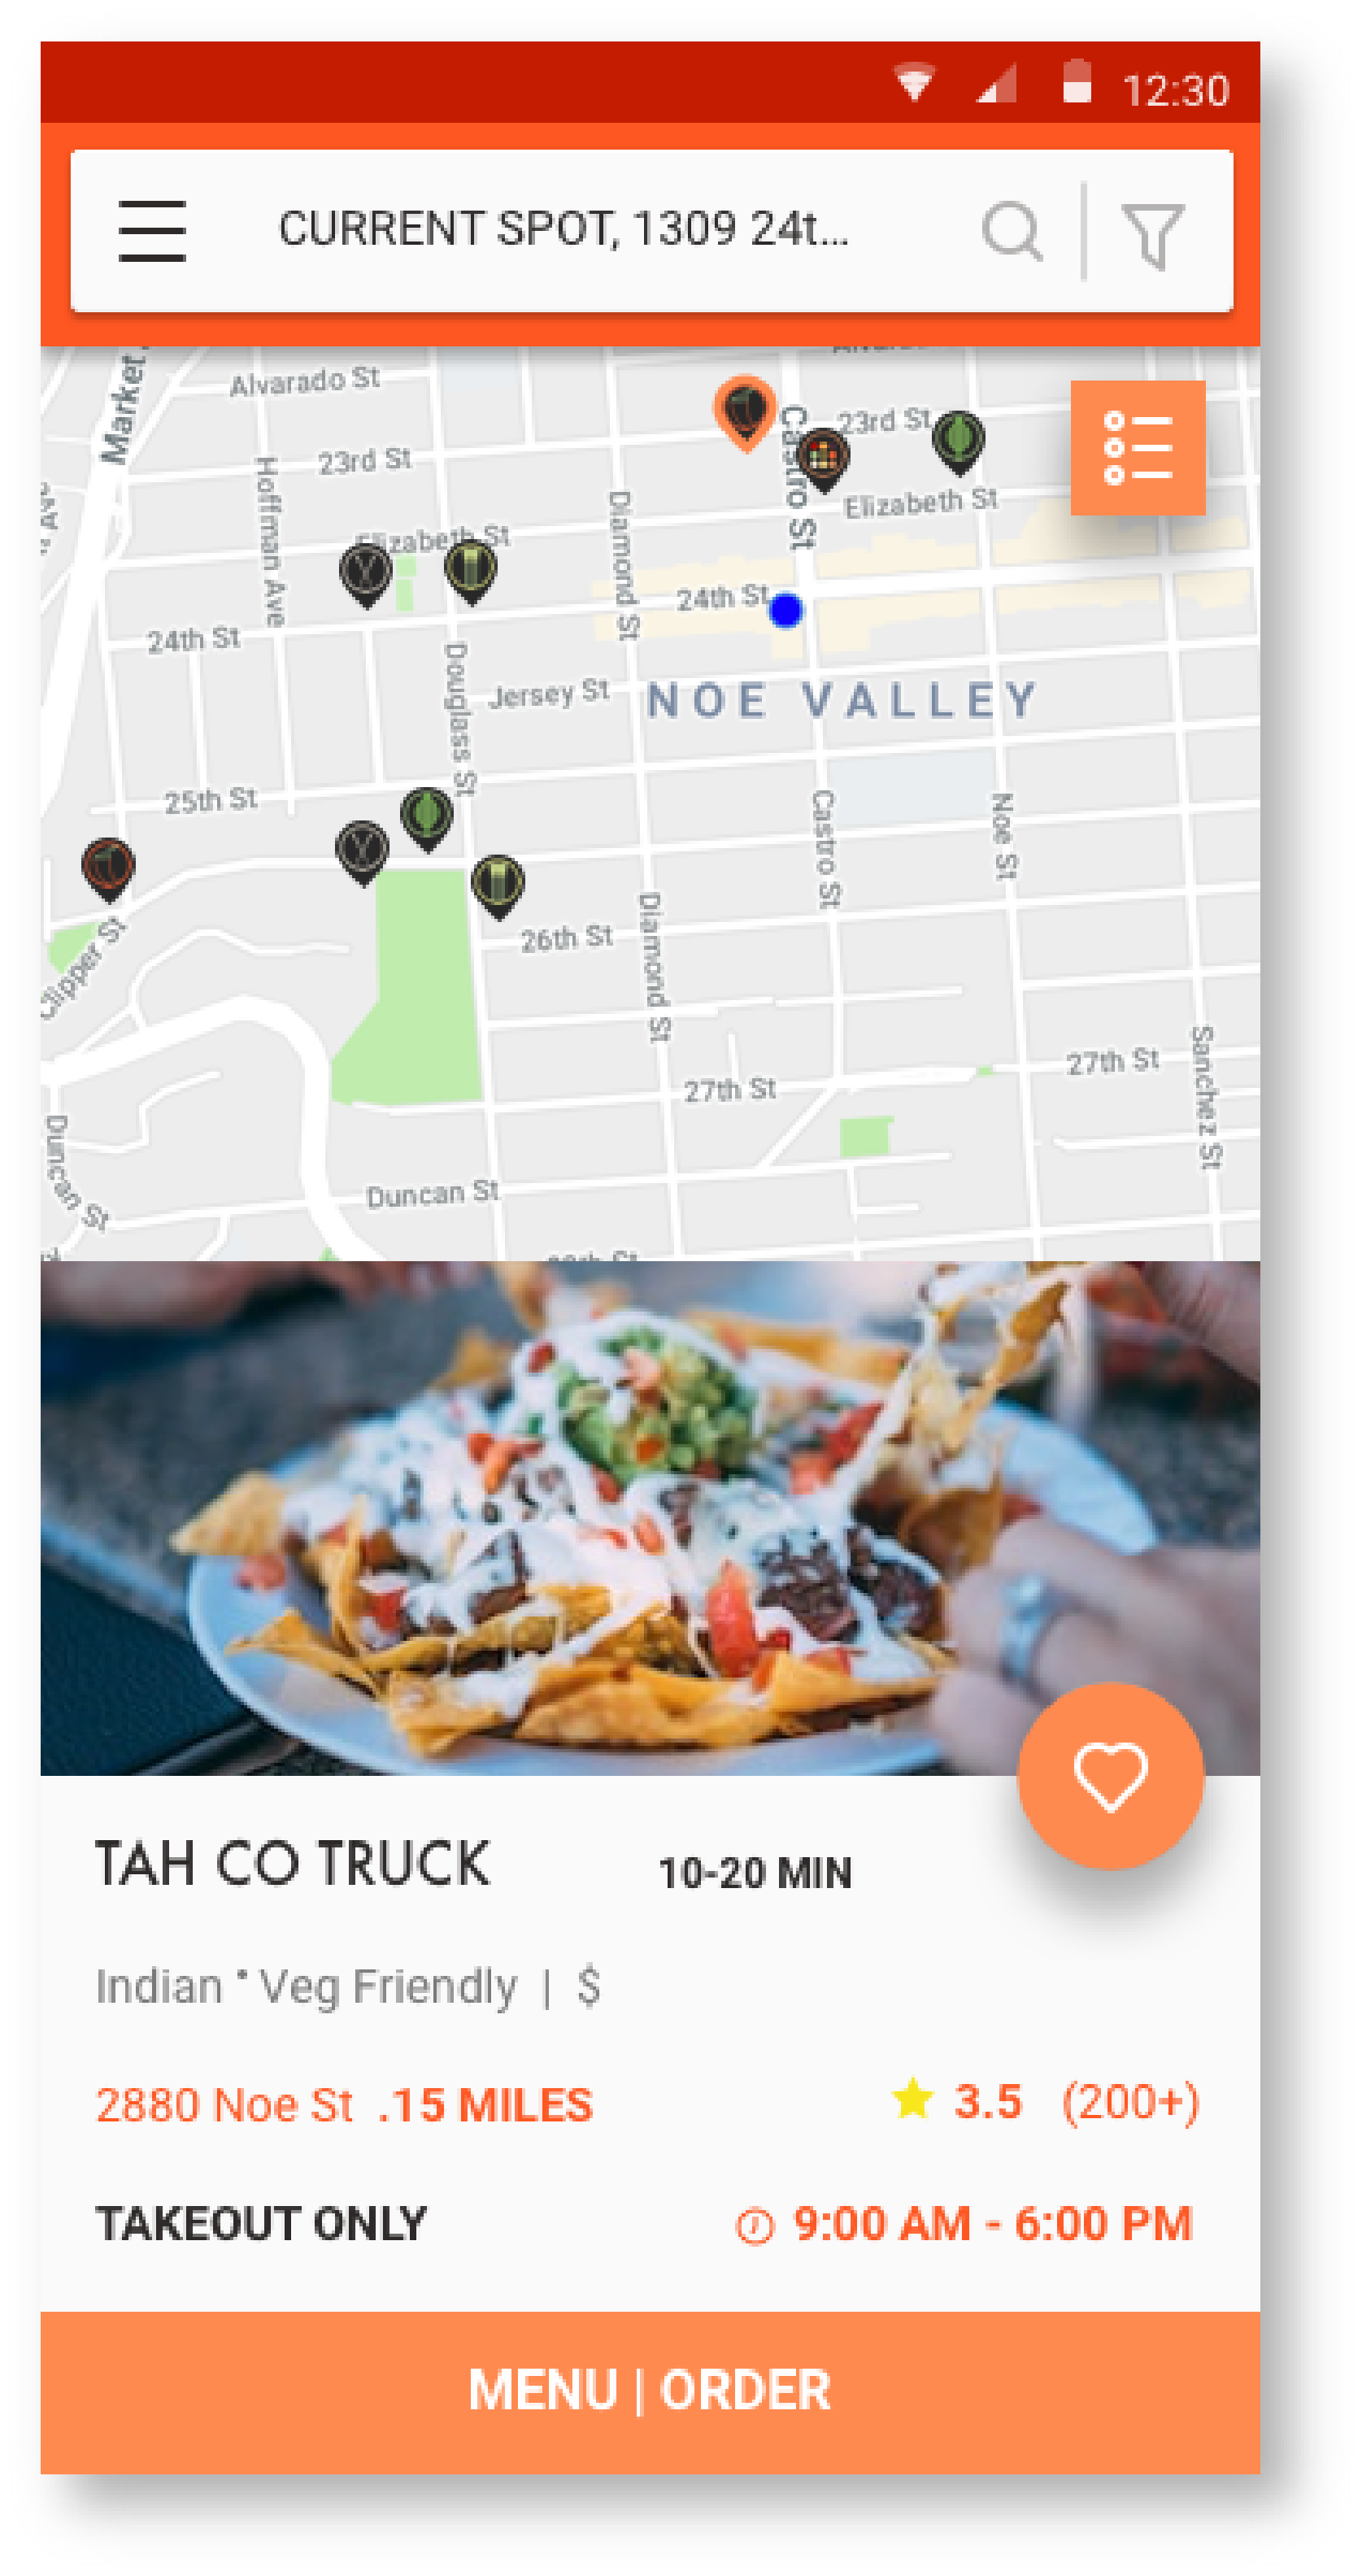 12:30
CURRENT SPOT, 1309 24t...
Market
Alvarado St
Castro St
23rd St
23rd St
Hoffman Ave
Diamond St
Elizabeth St
Elizabeth St
24th St
24th St
Douglass St
Jersey St
NOE VALLEY
25th St
Castro St
Noe St
Clipper St
26th St
Diamond St
27th St
27th St
Sanchez St
Duncan St
Duncan St
TAH CO TRUCK
10-20 MIN
Indian * Veg Friendly | $
2880 Noe St .15 MILES
3.5 (200+)
TAKEOUT ONLY
9:00 AM - 6:00 PM
MENU | ORDER